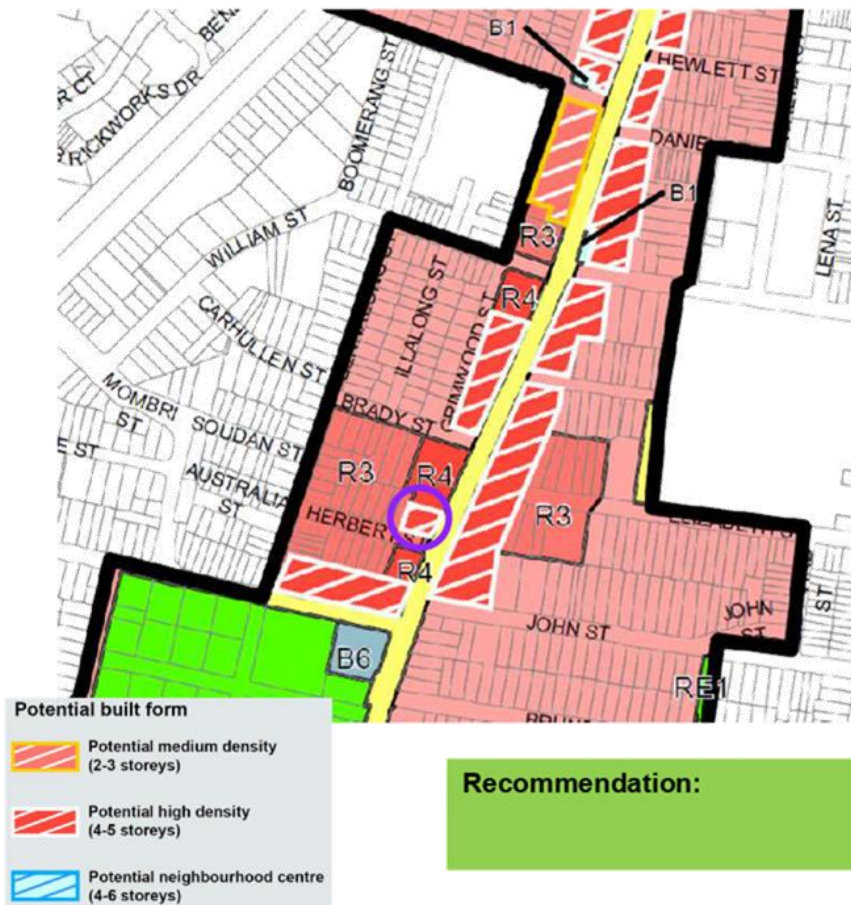 B1
HEWLETT ST
BOOMERANG ST
RICKWORKS DR
B1
WILLIAM ST
R3
LENA ST
R4
CARHULLEN ST
ILLALONG ST
GRIMWOOD ST
MOMBRI
ST
BRADY ST
SOUDAN ST
E ST
R3
R4
AUSTRALIA
ST
R3
HERBERT
R4
JOHN ST
JOHN
ST
ST
B6
RE1
Potential built form
Potential medium density
(2-3 storeys)
Potential high density
(4-5 storeys)
Potential neighbourhood centre
(4-6 storeys)
Recommendation: